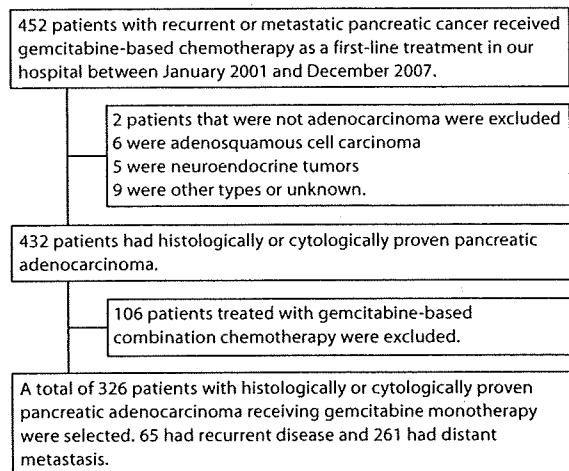 452 patients with recurrent or metastatic pancreatic cancer received
gemcitabine-based chemotherapy as a first-line treatment in our
hospital between January 2001 and December 2007.
2 patients that were not adenocarcinoma were excluded
6 were adenosquamous cell carcinoma
5 were neuroendocrine tumors
9 were other types or unknown.
432 patients had histologically or cytologically proven pancreatic
adenocarcinoma.
106 patients treated with gemcitabine-based
combination chemotherapy were excluded.
A total of 326 patients with histologically or cytologically proven
pancreatic adenocarcinoma receiving gemcitabine monotherapy
were selected. 65 had recurrent disease and 261 had distant
metastasis.